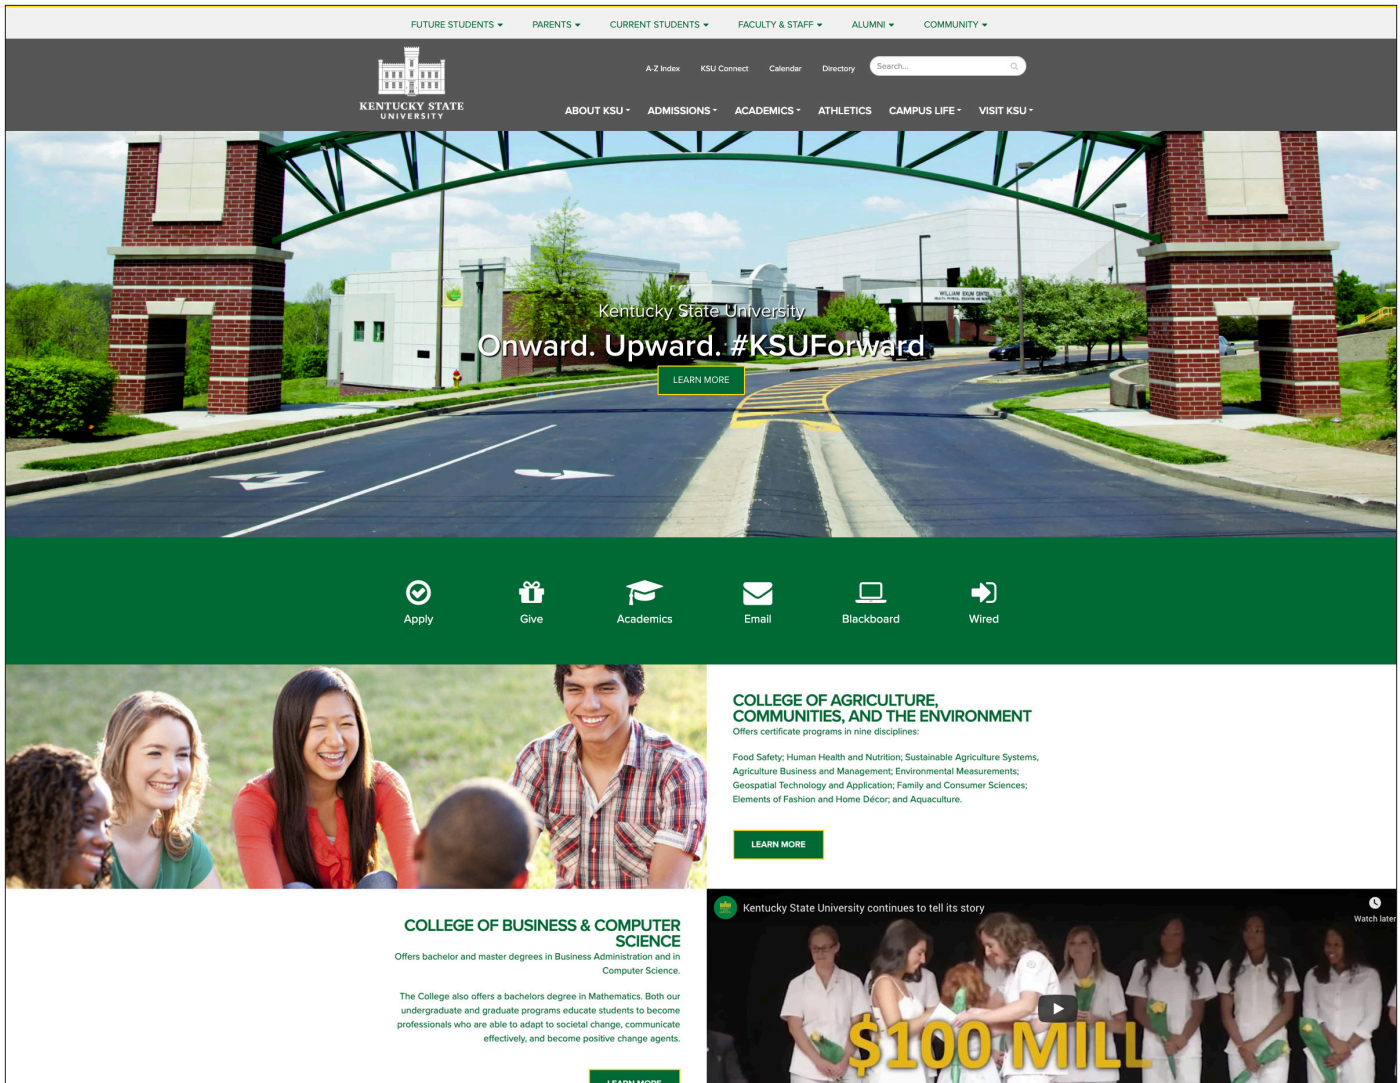 FUTURE STUDENTS PARENTS CURRENT STUDENTS FACULTY & STAFF ALUMNI COMMUNITY
A-Z Index KSU Connect Calendar Directory Search...
KENTUCKY STATE
UNIVERSITY
ABOUT KSU ADMISSIONS ACADEMICS ATHLETICS CAMPUS LIFE VISIT KSU
WILLIAM EXUM CENTER
Kentucky State University
Onward. Upward. #KSUForward
LEARN MORE
Apply Give Academics Email Blackboard Wired
COLLEGE OF AGRICULTURE,
COMMUNITIES, AND THE ENVIRONMENT
Offers certificate programs in nine disciplines:
Food Safety; Human Health and Nutrition; Sustainable Agriculture Systems,
Agriculture Business and Management; Environmental Measurements;
Geospatial Technology and Application; Family and Consumer Sciences;
Elements of Fashion and Home Décor; and Aquaculture.
LEARN MORE
COLLEGE OF BUSINESS & COMPUTER
SCIENCE
Offers bachelor and master degrees in Business Administration and in
Computer Science.
The College also offers a bachelors degree in Mathematics. Both our
undergraduate and graduate programs educate students to become
professionals who are able to adapt to societal change, communicate
effectively, and become positive change agents.
LEARN MORE
Kentucky State University continues to tell its story
Watch later
$100 MILL